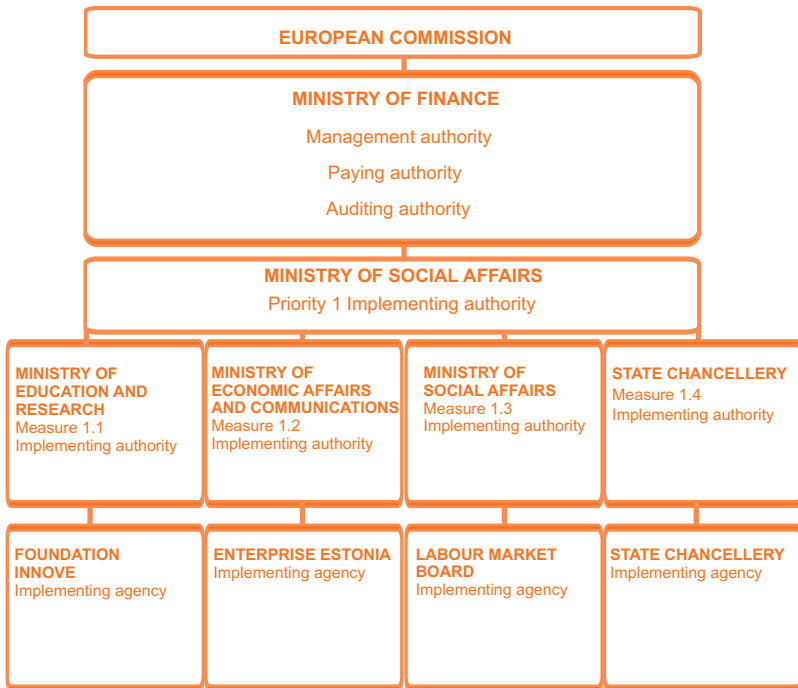 EUROPEAN COMMISSION
MINISTRY OF FINANCE
Management authority
Paying authority
Auditing authority
MINISTRY OF SOCIAL AFFAIRS
Priority 1 Implementing authority
MINISTRY OF
EDUCATION AND
RESEARCH
Measure 1.1
Implementing authority
MINISTRY OF
ECONOMIC AFFAIRS
AND COMMUNICATIONS
Measure 1.2
Implementing authority
MINISTRY OF
SOCIAL AFFAIRS
Measure 1.3
Implementing authority
STATE CHANCELLERY
Measure 1.4
Implementing authority
FOUNDATION
INNOVE
Implementing agency
ENTERPRISE ESTONIA
Implementing agency
LABOUR MARKET
BOARD
Implementing agency
STATE CHANCELLERY
Implementing agency